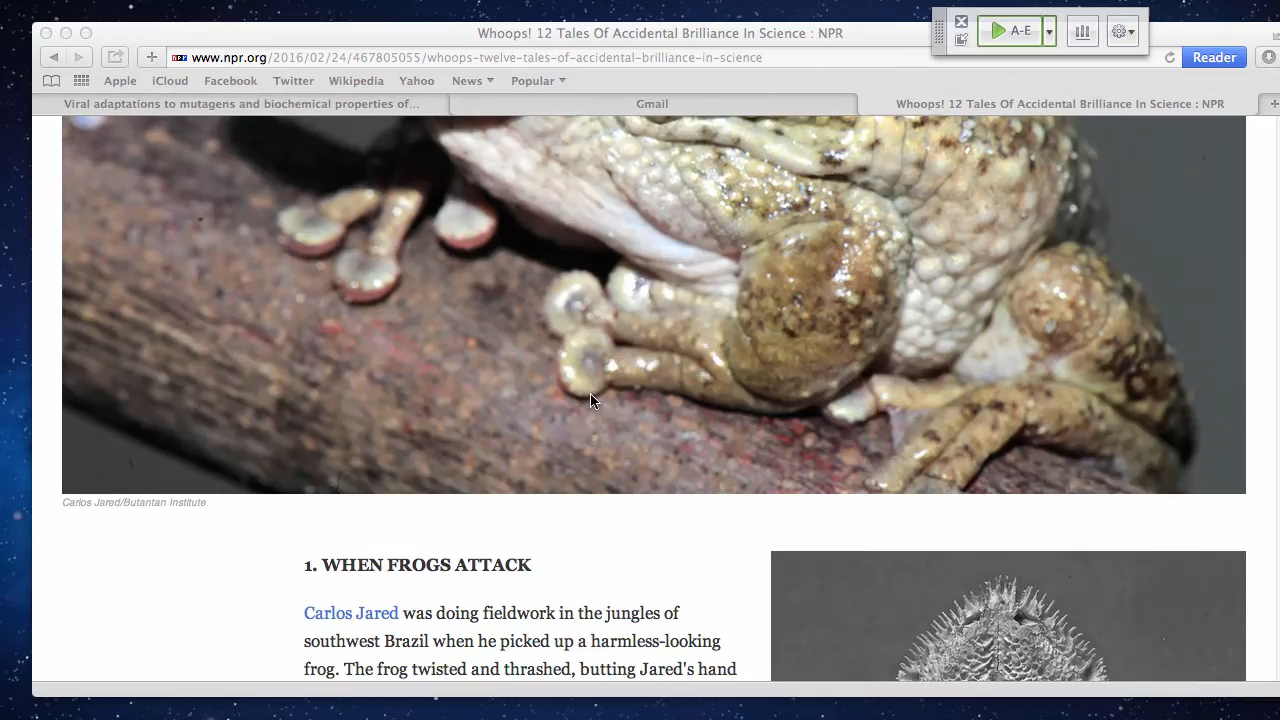 Whoops! 12 Tales Of Accidental Brilliance In Science : NPR
A-E
www.npr.org/2016/02/24/467805055/whoops-twelve-tales-of-accidental-brilliance-in-science
Reader
Apple iCloud Facebook Twitter Wikipedia Yahoo News Popular
Viral adaptations to mutagens and biochemical properties of... Gmail Whoops! 12 Tales Of Accidental Brilliance In Science : NPR
Carlos Jared/Butantan Institute
1. WHEN FROGS ATTACK
Carlos Jared was doing fieldwork in the jungles of
southwest Brazil when he picked up a harmless-looking
frog. The frog twisted and thrashed, butting Jared's hand